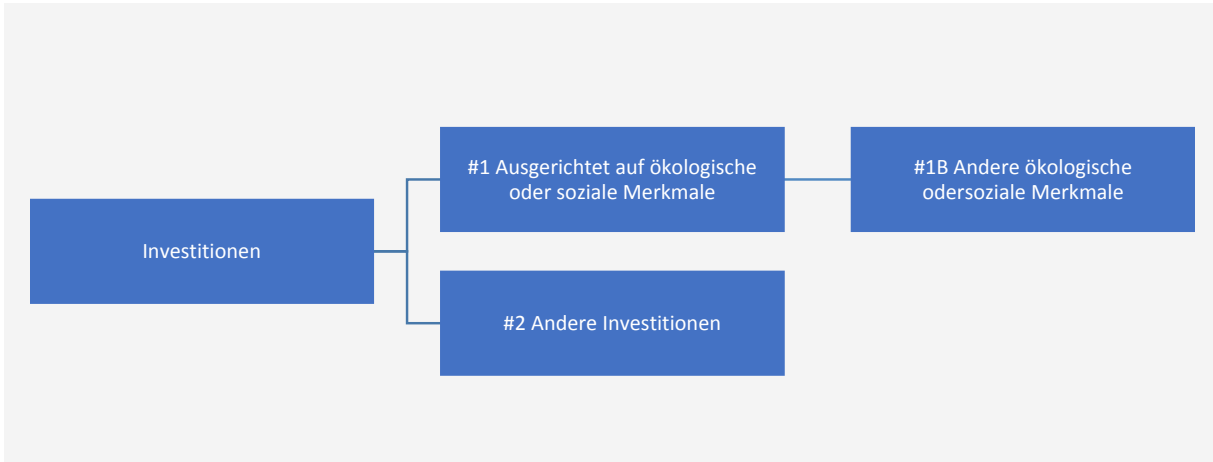 #1 Ausgerichtet auf ökologische
oder soziale Merkmale
#1B Andere ökologische
odersoziale Merkmale
Investitionen
#2 Andere Investitionen